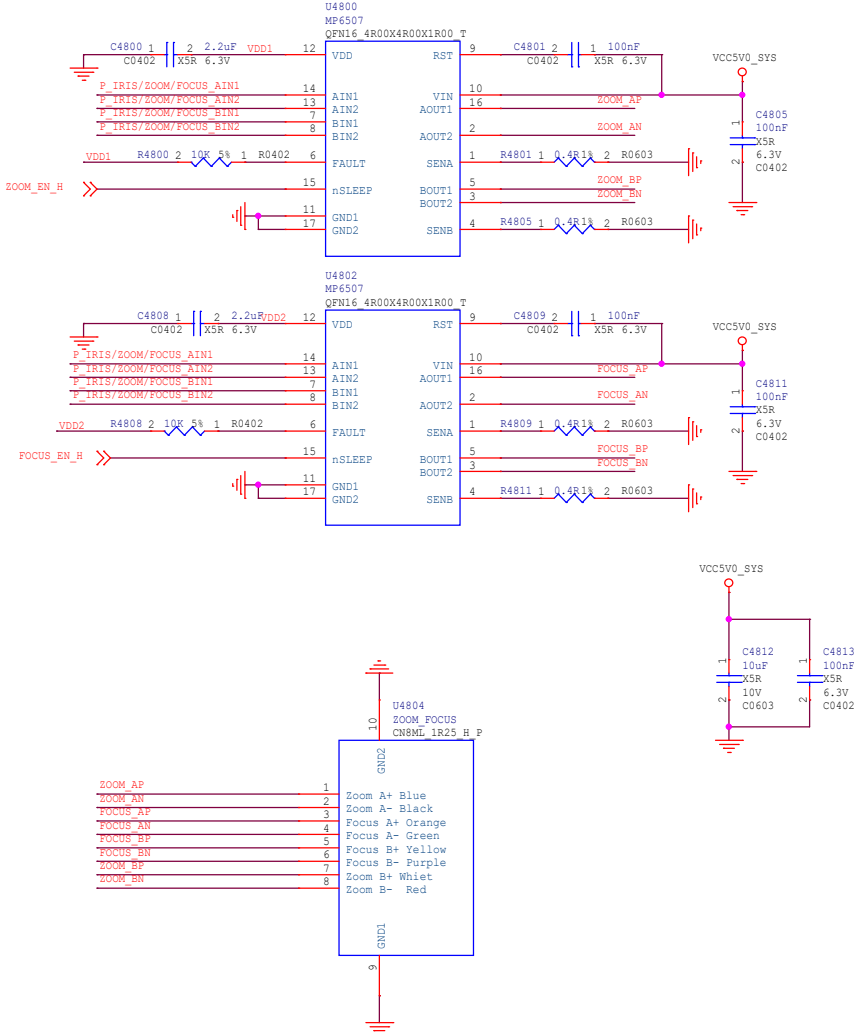 U4800
MP6507
QFN16_4R00X4R00X1R00_T
C4800 1 2 2.2uF VDD1 12 VDD RST 9 C4801 2 1 100nF
C0402 X5R 6.3V C0402 X5R 6.3V
VCC5V0_SYS
P_IRIS/ZOOM/FOCUS_AIN1 14 AIN1 VIN 10
P_IRIS/ZOOM/FOCUS_AIN2 13 AIN2 AOUT1 16 ZOOM_AP
P_IRIS/ZOOM/FOCUS_BIN1 7 BIN1
P_IRIS/ZOOM/FOCUS_BIN2 8 BIN2 AOUT2 2 ZOOM_AN
1 C4805
100nF
X5R
2 6.3V
C0402
VDD1 R4800 2 10K 5% 1 R0402 6 FAULT SENA 1 R4801 1 0.4R1% 2 R0603
ZOOM_EN_H 15 nSLEEP BOUT1 5 ZOOM_BP
BOUT2 3 ZOOM_BN
11 GND1
17 GND2 SENB 4 R4805 1 0.4R1% 2 R0603
U4802
MP6507
QFN16_4R00X4R00X1R00_T
C4808 1 2 2.2uF VDD2 12 VDD RST 9 C4809 2 1 100nF
C0402 X5R 6.3V C0402 X5R 6.3V
VCC5V0_SYS
P_IRIS/ZOOM/FOCUS_AIN1 14 AIN1 VIN 10
P_IRIS/ZOOM/FOCUS_AIN2 13 AIN2 AOUT1 16 FOCUS_AP
P_IRIS/ZOOM/FOCUS_BIN1 7 BIN1
P_IRIS/ZOOM/FOCUS_BIN2 8 BIN2 AOUT2 2 FOCUS_AN
1 C4811
100nF
X5R
2 6.3V
C0402
VDD2 R4808 2 10K 5% 1 R0402 6 FAULT SENA 1 R4809 1 0.4R1% 2 R0603
FOCUS_EN_H 15 nSLEEP BOUT1 5 FOCUS_BP
BOUT2 3 FOCUS_BN
11 GND1
17 GND2 SENB 4 R4811 1 0.4R1% 2 R0603
VCC5V0_SYS
1 C4812 1 C4813
10uF 100nF
X5R X5R
2 10V 2 6.3V
C0603 C0402
U4804
ZOOM_FOCUS
CN8ML_1R25_H_P
10 GND2
ZOOM_AP 1 Zoom A+ Blue
ZOOM_AN 2 Zoom A- Black
FOCUS_AP 3 Focus A+ Orange
FOCUS_AN 4 Focus A- Green
FOCUS_BP 5 Focus B+ Yellow
FOCUS_BN 6 Focus B- Purple
ZOOM_BP 7 Zoom B+ Whiet
ZOOM_BN 8 Zoom B- Red
GND1
9